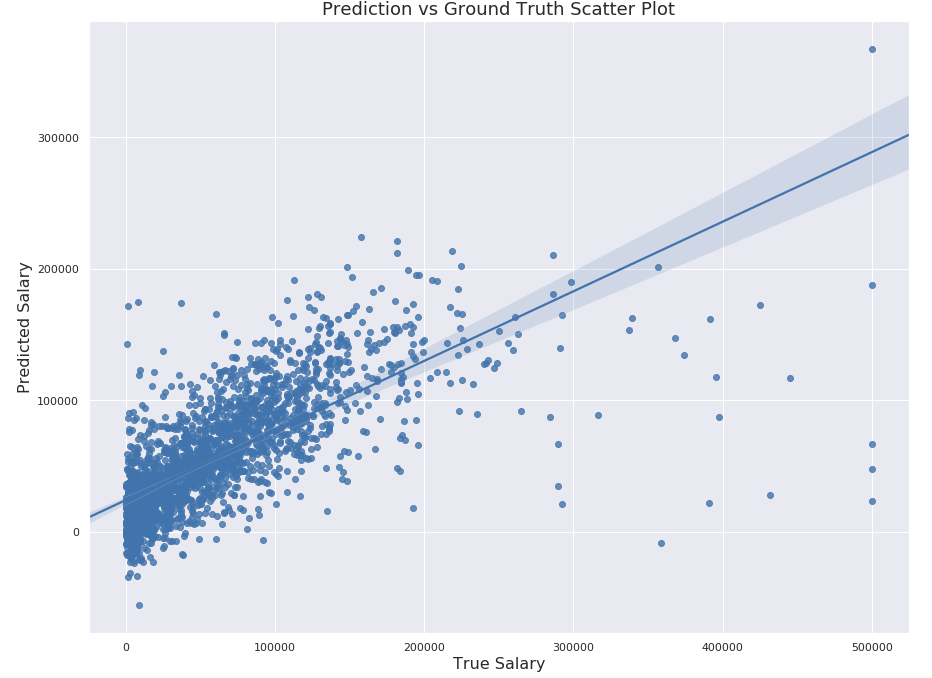 Prediction vs Ground Truth Scatter Plot
300000
200000
100000
0
Predicted Salary
0 100000 200000 300000 400000 500000
True Salary